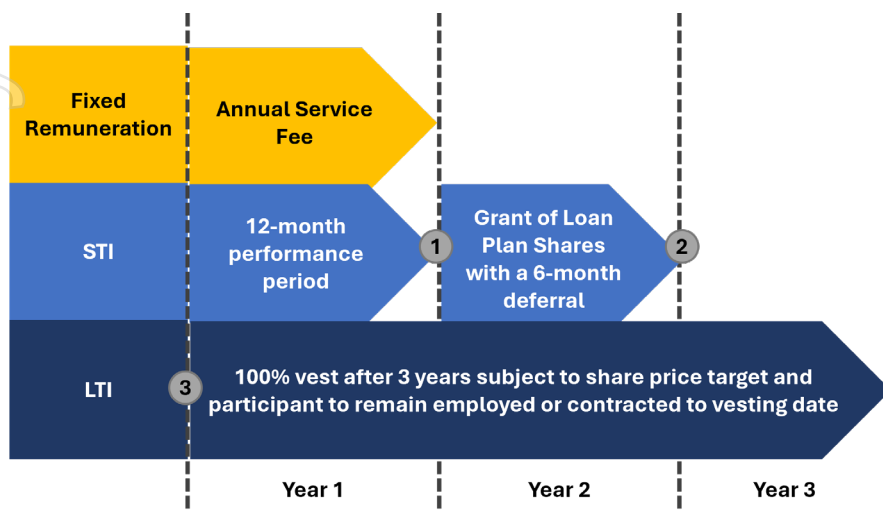 Fixed
Remuneration
Annual Service
Fee
STI
12-month
performance
period
1
Grant of Loan
Plan Shares
with a 6-month
deferral
2
LTI
3
100% vest after 3 years subject to share price target and
participant to remain employed or contracted to vesting date
Year 1
Year 2
Year 3